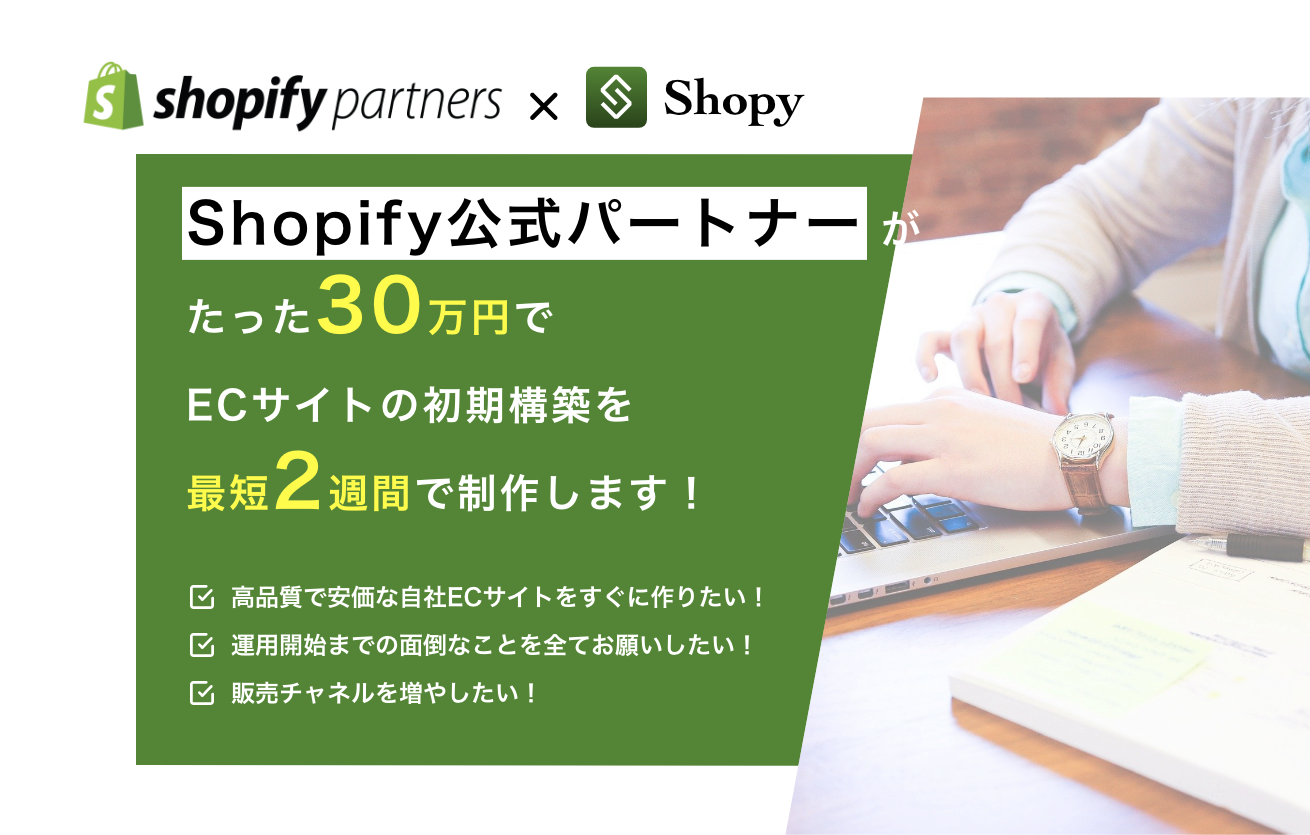 shopify partners × Shopy
Shopify公式パートナーが
たった30万円で
ECサイトの初期構築を
最短2週間で制作します！
高品質で安価な自社ECサイトをすぐに作りたい！
運用開始までの面倒なことを全てお願いしたい！
販売チャネルを増やしたい！